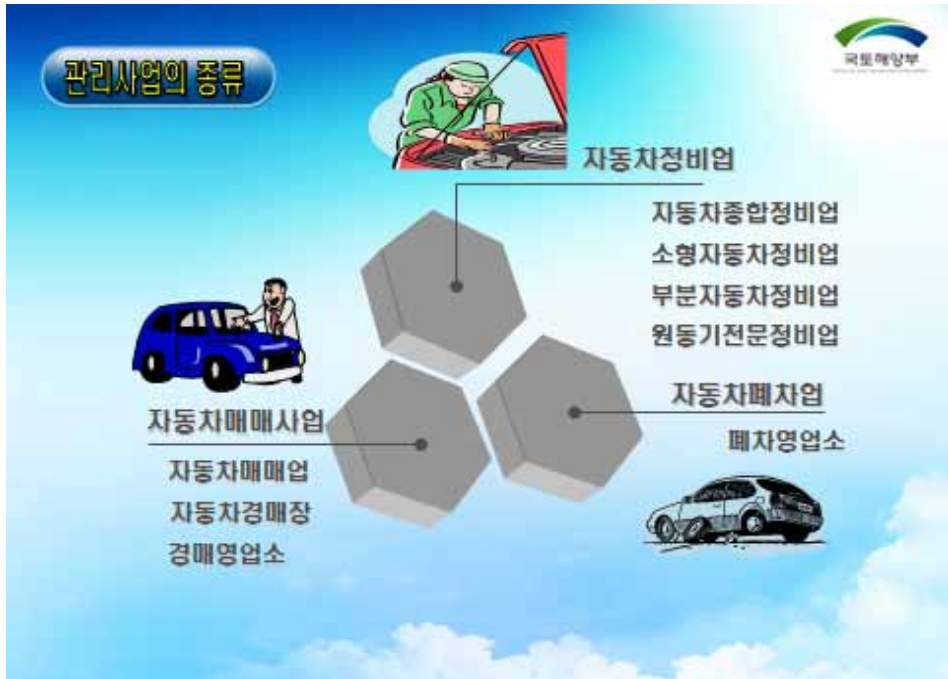 관리사업의 종류
국토해양부
자동차정비업
자동차종합정비업
소형자동차정비업
부분자동차정비업
원동기전문정비업
자동차매매사업
자동차매매업
자동차경매장
경매영업소
자동차폐차업
폐차영업소